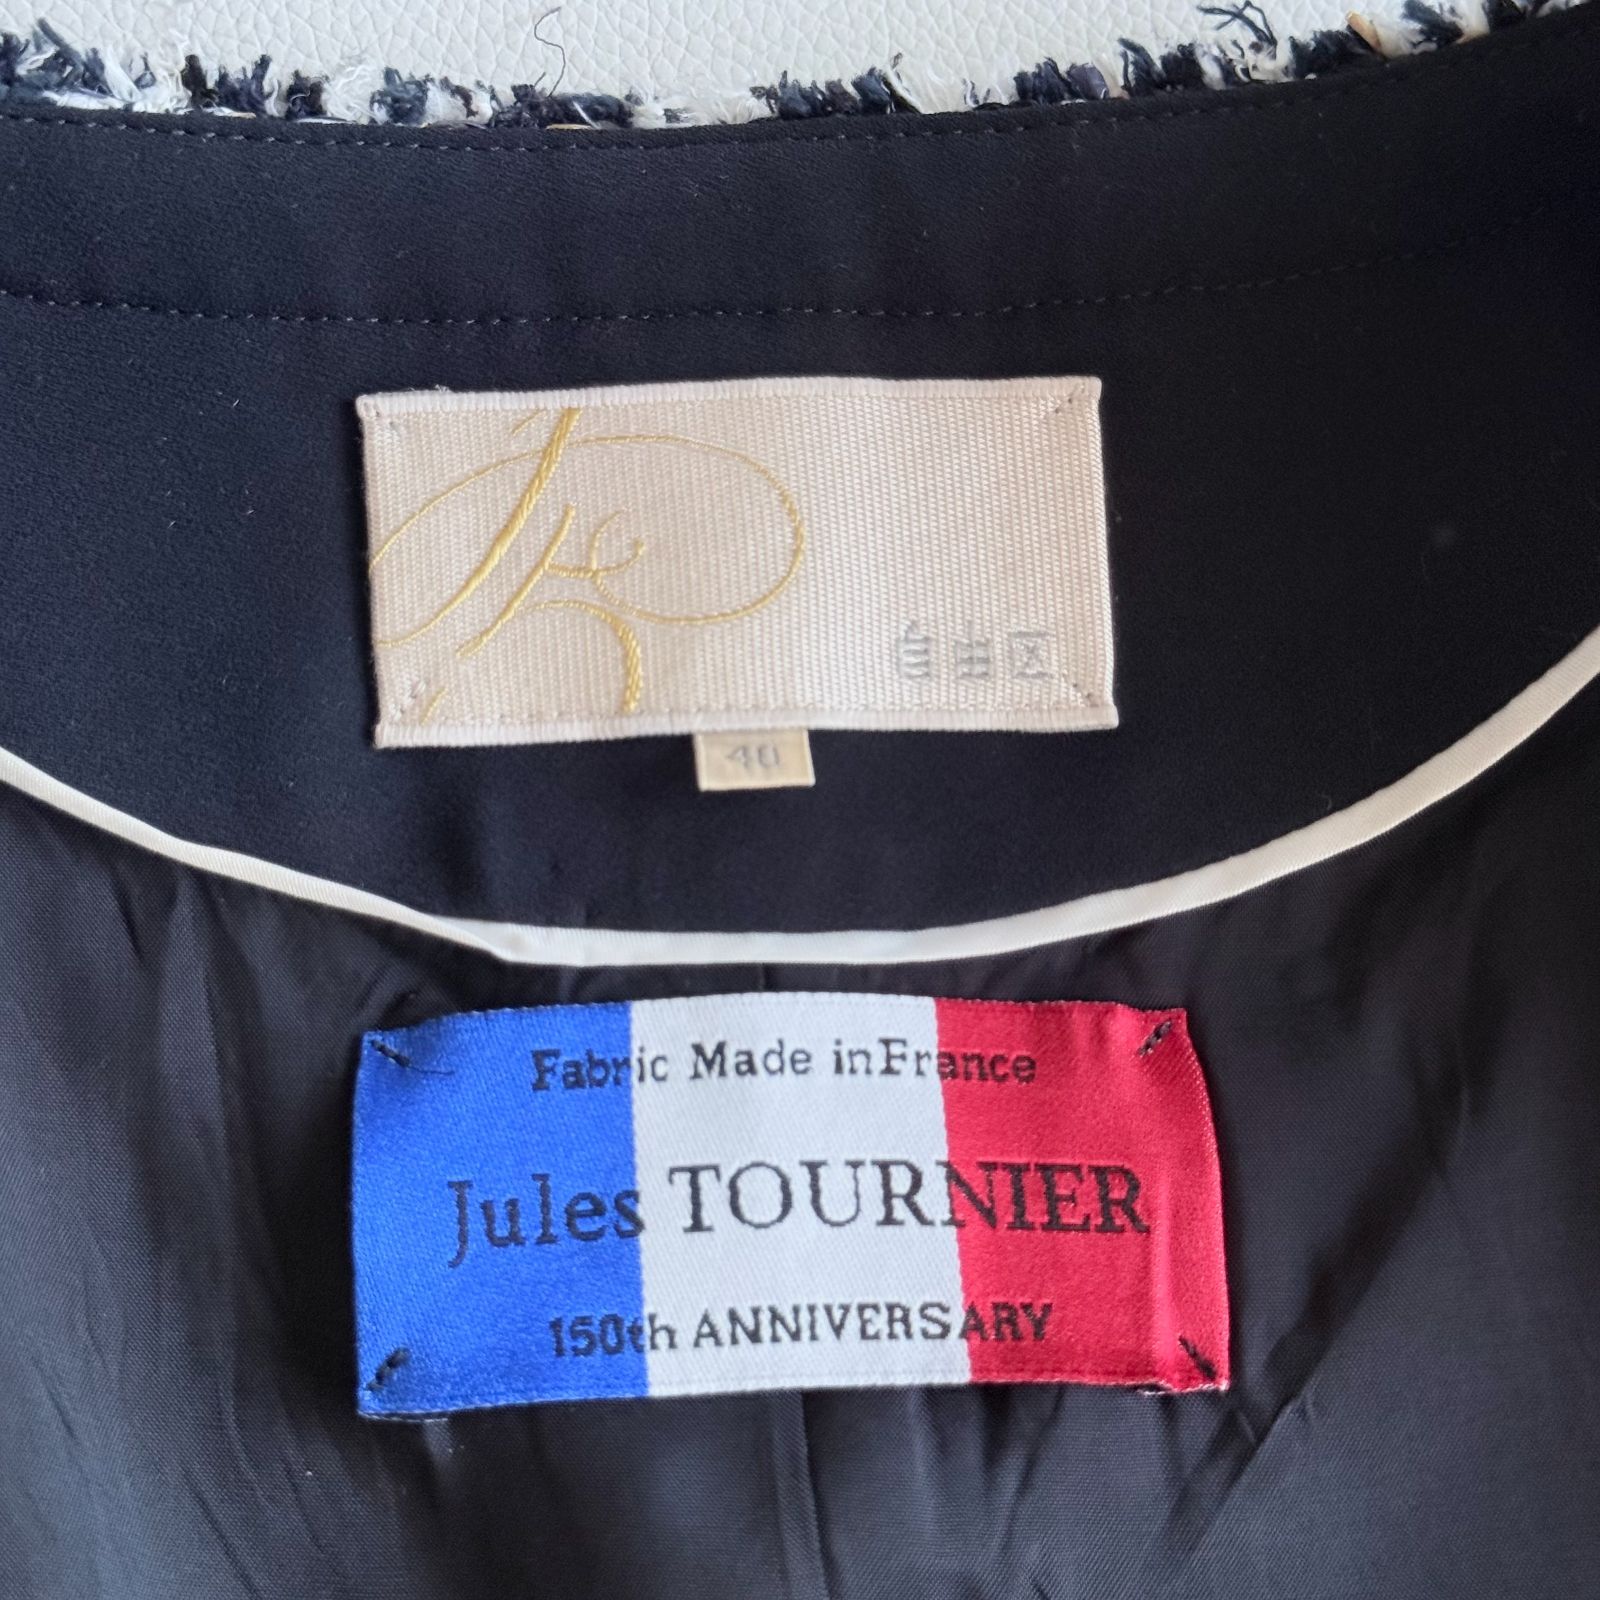 自由区
40
Fabric Made in France
Jules TOURNIER
150th ANNIVERSARY